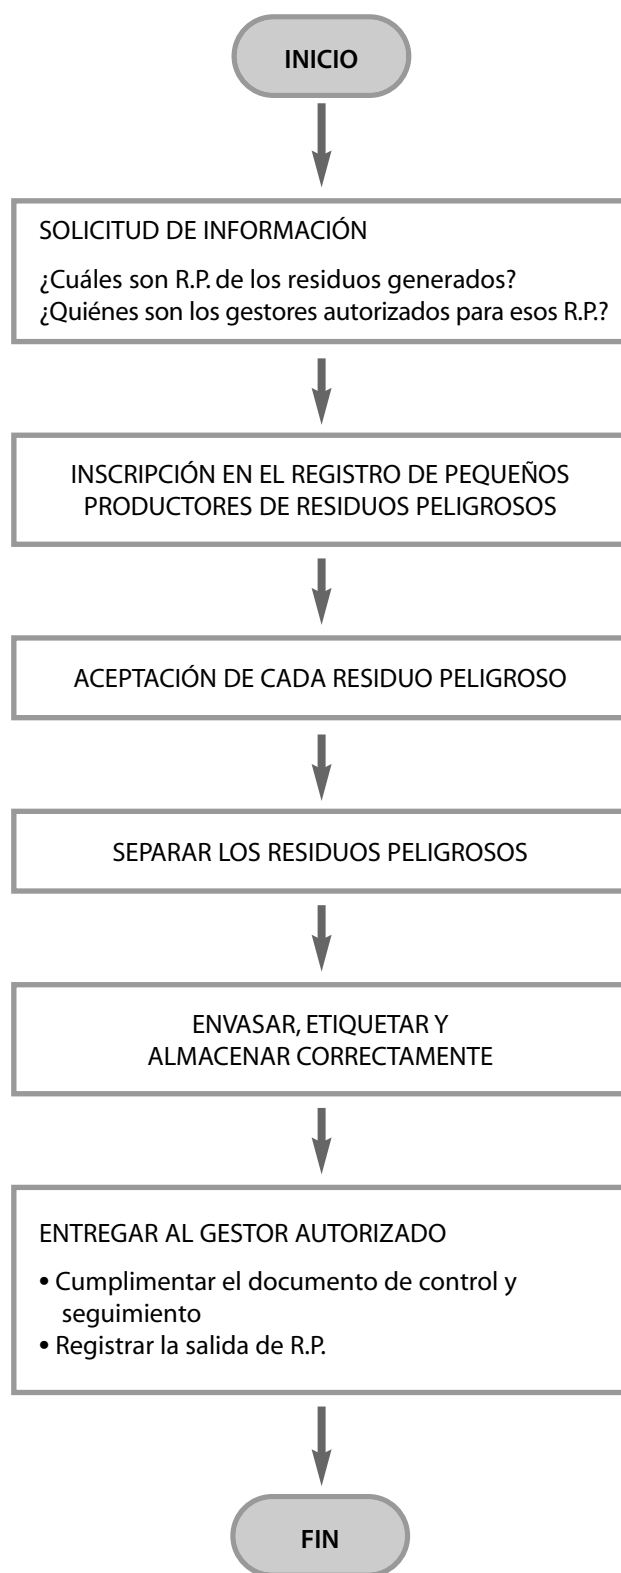 INICIO
SOLICITUD DE INFORMACIÓN
¿Cuáles son R.P. de los residuos generados?
¿Quiénes son los gestores autorizados para esos R.P.?
INSCRIPCIÓN EN EL REGISTRO DE PEQUEÑOS
PRODUCTORES DE RESIDUOS PELIGROSOS
ACEPTACIÓN DE CADA RESIDUO PELIGROSO
SEPARAR LOS RESIDUOS PELIGROSOS
ENVASAR, ETIQUETAR Y
ALMACENAR CORRECTAMENTE
ENTREGAR AL GESTOR AUTORIZADO
• Cumplimentar el documento de control y
seguimiento
• Registrar la salida de R.P.
FIN